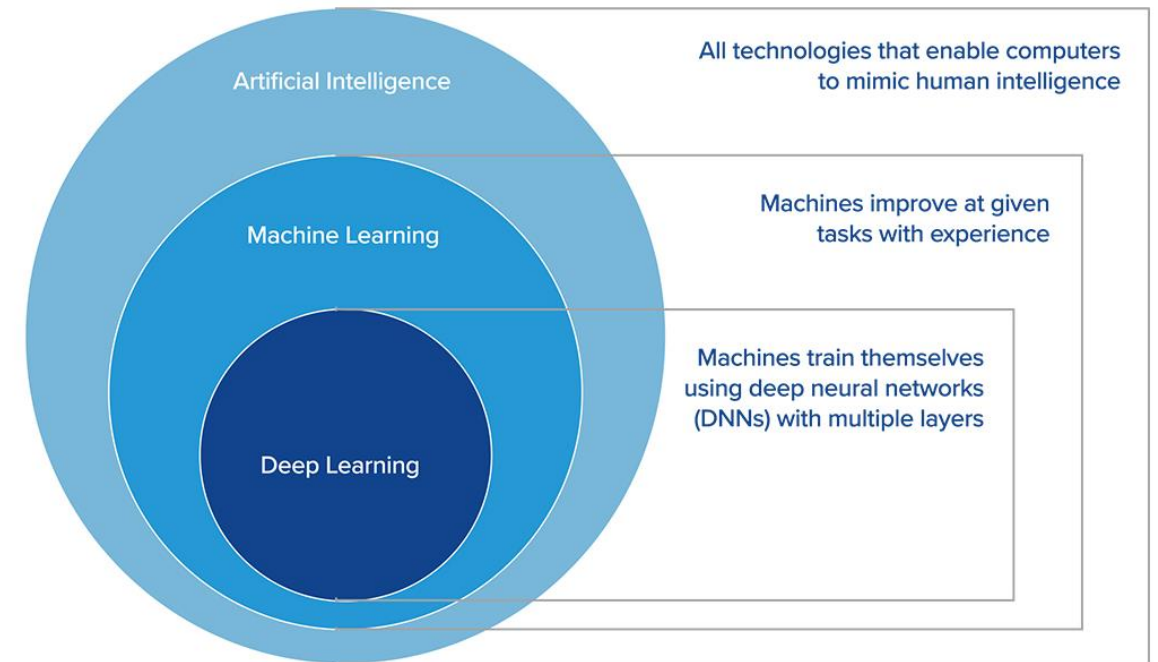 Artificial Intelligence
All technologies that enable computers
to mimic human intelligence
Machine Learning
Machines improve at given
tasks with experience
Deep Learning
Machines train themselves
using deep neural networks
(DNNs) with multiple layers